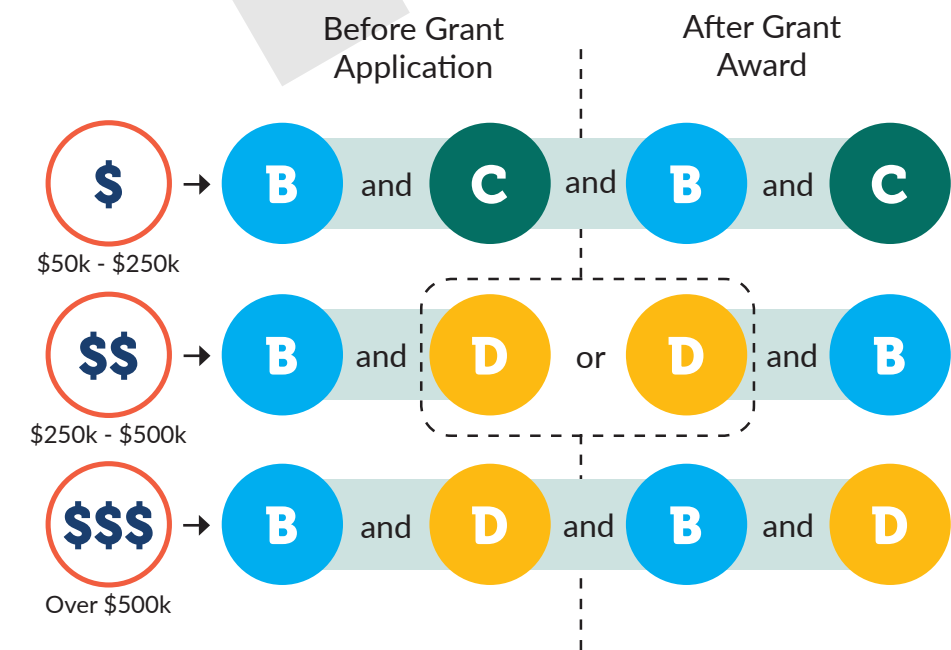 Before Grant
Application
After Grant
Award
$ B and C and B and C
$50k - $250k
$$ B and D or D and B
$250k - $500k
$$$ B and D and B and D
Over $500k